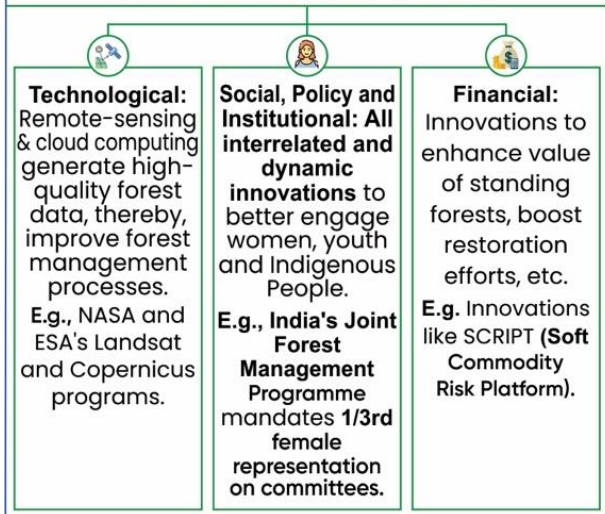 Technological:
Remote-sensing
& cloud computing
generate high-
quality forest
data, thereby,
improve forest
management
processes.
E.g., NASA and
ESA's Landsat
and Copernicus
programs.
Social, Policy and
Institutional: All
interrelated and
dynamic
innovations to
better engage
women, youth
and Indigenous
People.
E.g., India's Joint
Forest
Management
Programme
mandates 1/3rd
female
representation
on committees.
Financial:
Innovations to
enhance value
of standing
forests, boost
restoration
efforts, etc.
E.g. Innovations
like SCRIPT (Soft
Commodity
Risk Platform).